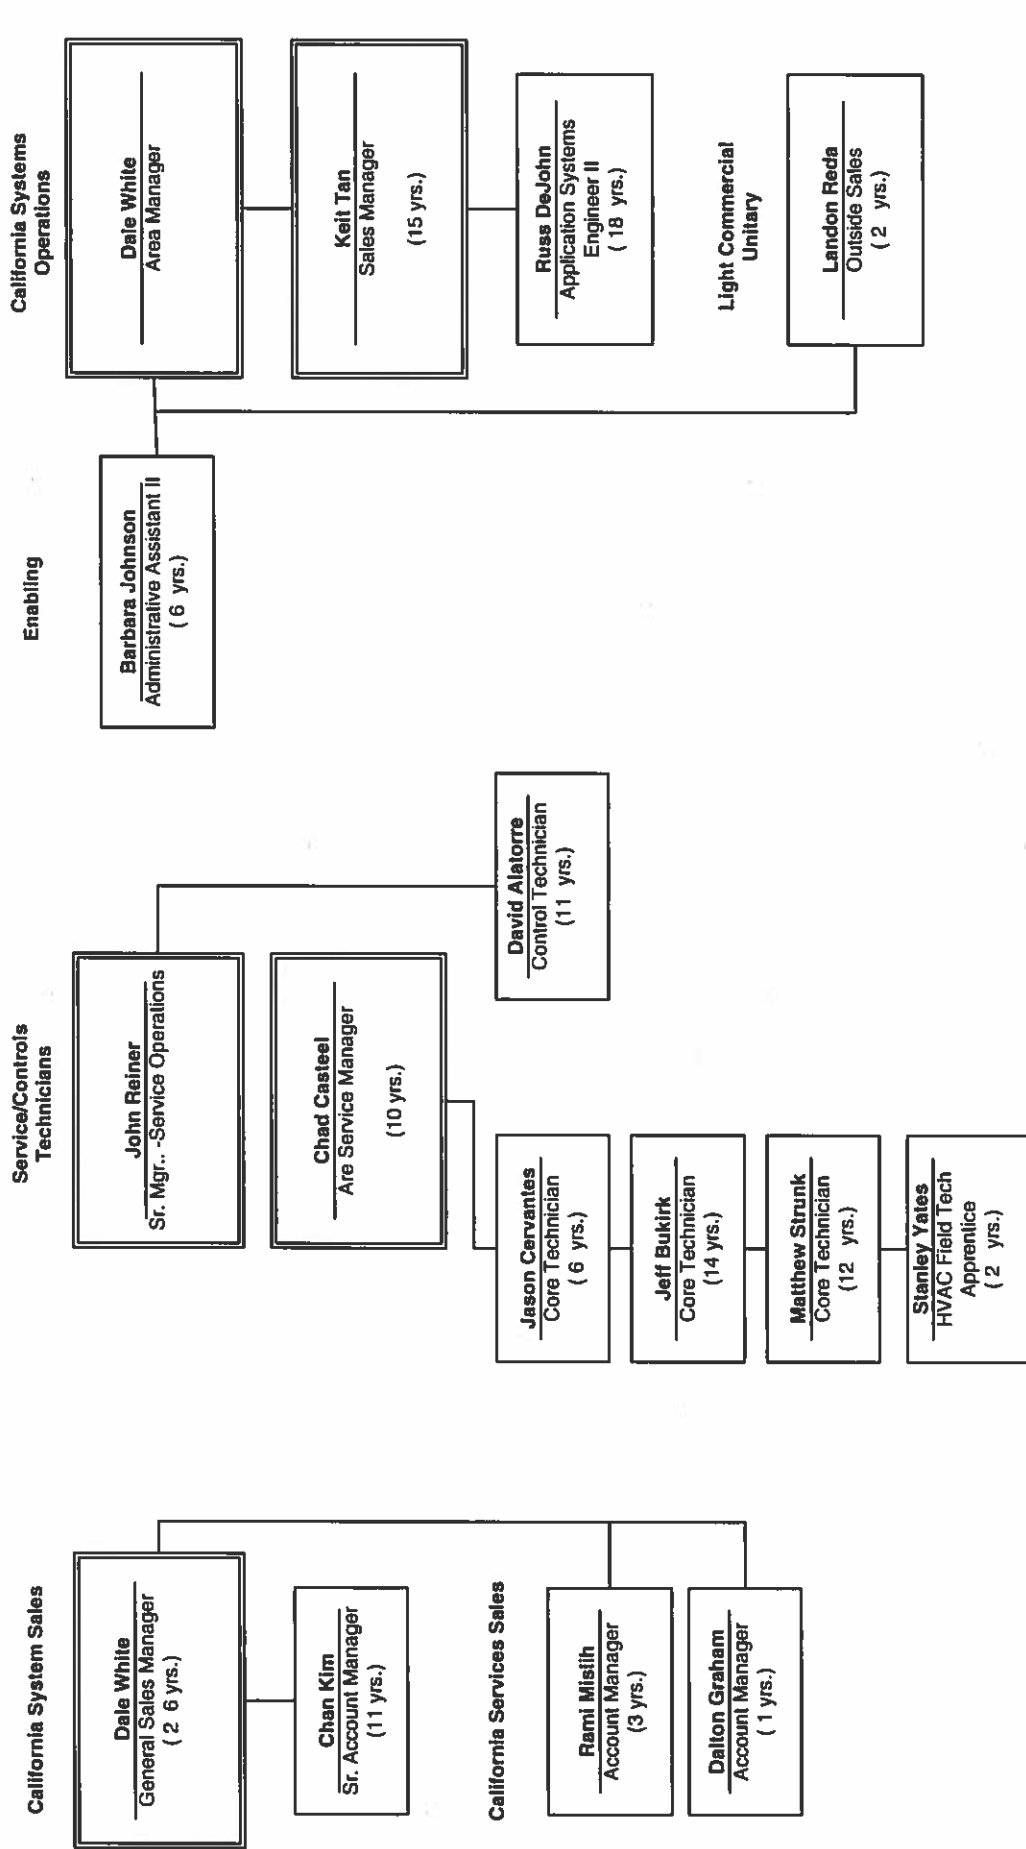 California System Sales
Dale White
General Sales Manager
( 2 6 yrs.)
Chan Kim
Sr. Account Manager
(11 yrs.)
California Services Sales
Rami Mistih
Account Manager
(3 yrs.)
Dalton Graham
Account Manager
( 1 yrs.)
Service/Controls
Technicians
John Reiner
Sr. Mgr.. -Service Operations
Chad Casteel
Are Service Manager
(10 yrs.)
David Alatorre
Control Technician
(11 yrs.)
Jason Cervantes
Core Technician
( 6 yrs.)
Jeff Bukirk
Core Technician
(14 yrs.)
Matthew Strunk
Core Technician
(12 yrs.)
Stanley Yates
HVAC Field Tech
Apprentice
( 2 yrs.)
Enabling
Barbara Johnson
Administrative Assistant II
( 6 yrs.)
California Systems
Operations
Dale White
Area Manager
Keit Tan
Sales Manager
(15 yrs.)
Russ DeJohn
Application Systems
Engineer II
( 18 yrs.)
Light Commercial
Unitary
Landon Reda
Outside Sales
( 2 yrs.)